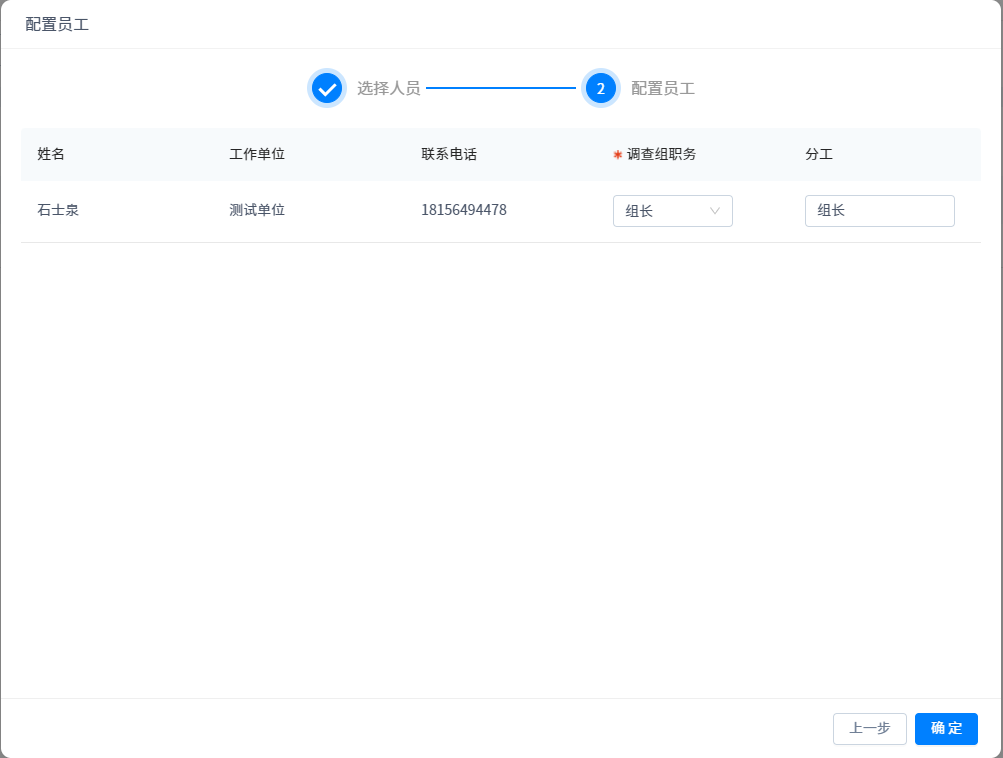 配置员工
选择人员 2 配置员工
姓名 工作单位 联系电话 * 调查组职务 分工
石士泉 测试单位 18156494478 组长 组长
上一步 确定